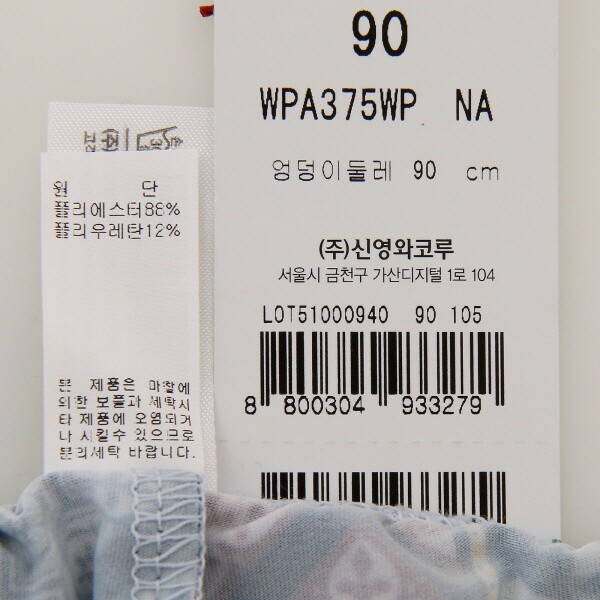 90
WPA375WP NA
엉덩이둘레 90 cm
(주)신영와코루
서울시 금천구 가산디지털 1로 104
LOT51000940 90 105
8 800304 933279
원 단
폴리에스터88%
폴리우레탄12%
본 제품은 마찰에
의한 보풀과 세탁시
타 제품에 오염되거
나 시킬수 있으므로
분리세탁 바랍니다.